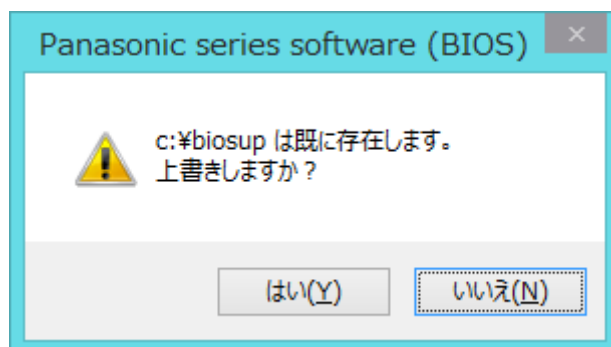 Panasonic series software (BIOS)
c:¥biosup は既に存在します。
上書きしますか？
はい(Y)
いいえ(N)